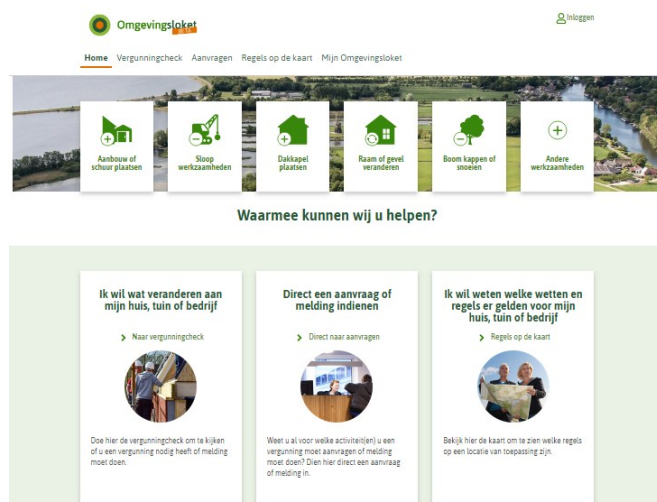 Omgevingsloket
Inloggen
Home Vergunningcheck Aanvragen Regels op de kaart Mijn Omgevingsloket
Aanbouw of
schuur plaatsen
Sloop
werkzaamheden
Dakkapel
plaatsen
Raam of gevel
veranderen
Boom kappen of
snoeien
Andere
werkzaamheden
Waarmee kunnen wij u helpen?
Ik wil wat veranderen aan
mijn huis, tuin of bedrijf
Naar vergunningcheck
Doe hier de vergunningcheck om te kijken
of u een vergunning nodig heeft of melding
moet doen.
Direct een aanvraag of
melding indienen
Direct naar aanvragen
Weet u al voor welke activiteit(en) u een
vergunning moet aanvragen of melding
moet doen? Dien hier direct een aanvraag
of melding in.
Ik wil weten welke wetten en
regels er gelden voor mijn
huis, tuin of bedrijf
Regels op de kaart
Bekijk hier de kaart om te zien welke regels
op een locatie van toepassing zijn.